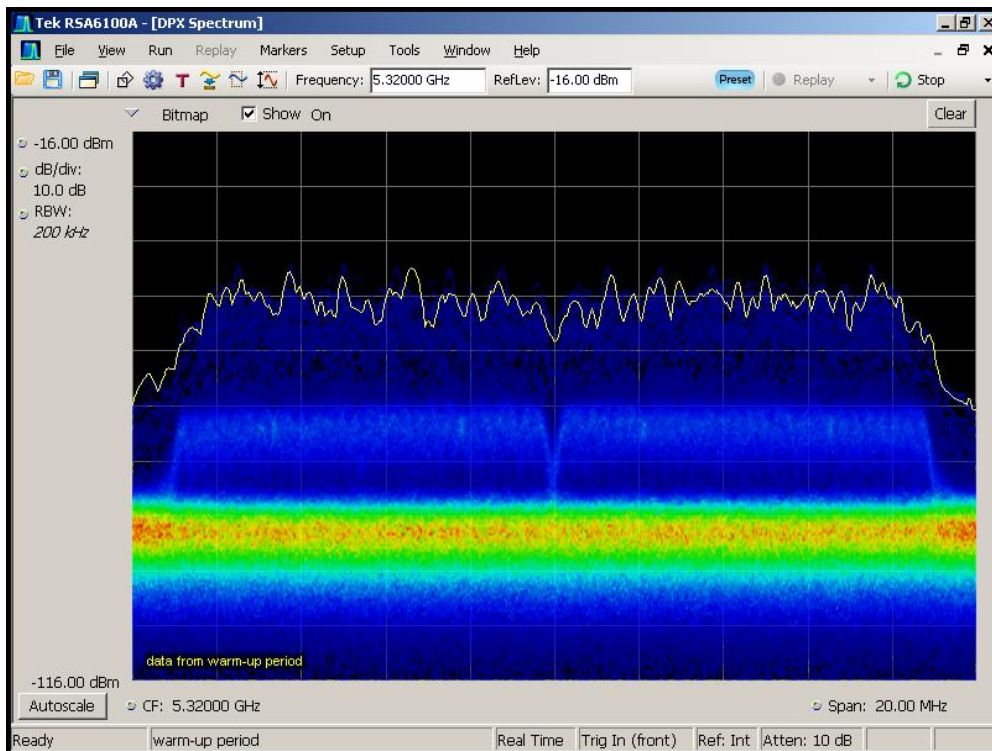 Tek RSA6100A - [DPX Spectrum]
File View Run Replay Markers Setup Tools Window Help
Frequency: 5.32000 GHz RefLev: -16.00 dBm Preset Replay Stop
Bitmap Show On Clear
-16.00 dBm
dB/div:
10.0 dB
RBW:
200 kHz
data from warm-up period
-116.00 dBm
Autoscale CF: 5.32000 GHz Span: 20.00 MHz
Ready warm-up period Real Time Trig In (front) Ref: Int Atten: 10 dB